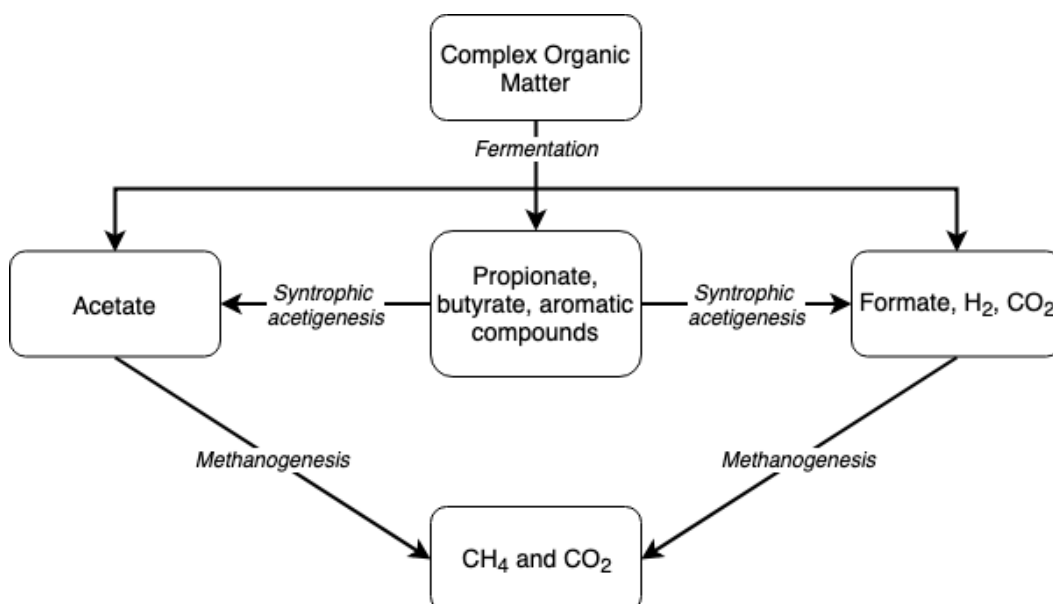 Complex Organic
Matter
Fermentation
Acetate
Syntrophic
acetigenesis
Propionate,
butyrate, aromatic
compounds
Syntrophic
acetigenesis
Formate, H₂, CO₂
Methanogenesis
Methanogenesis
CH₄ and CO₂